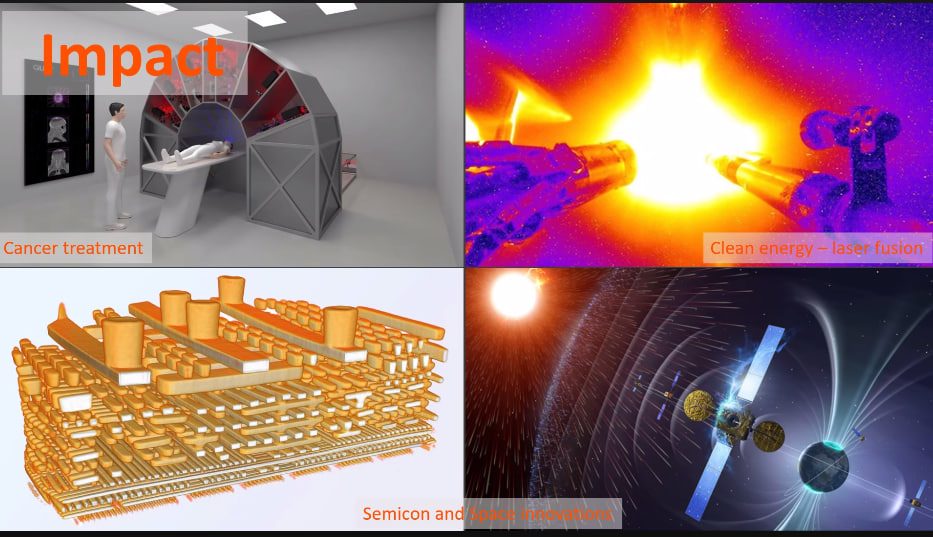 Impact
Cancer treatment
Clean energy – laser fusion
Semicon and Space innovations